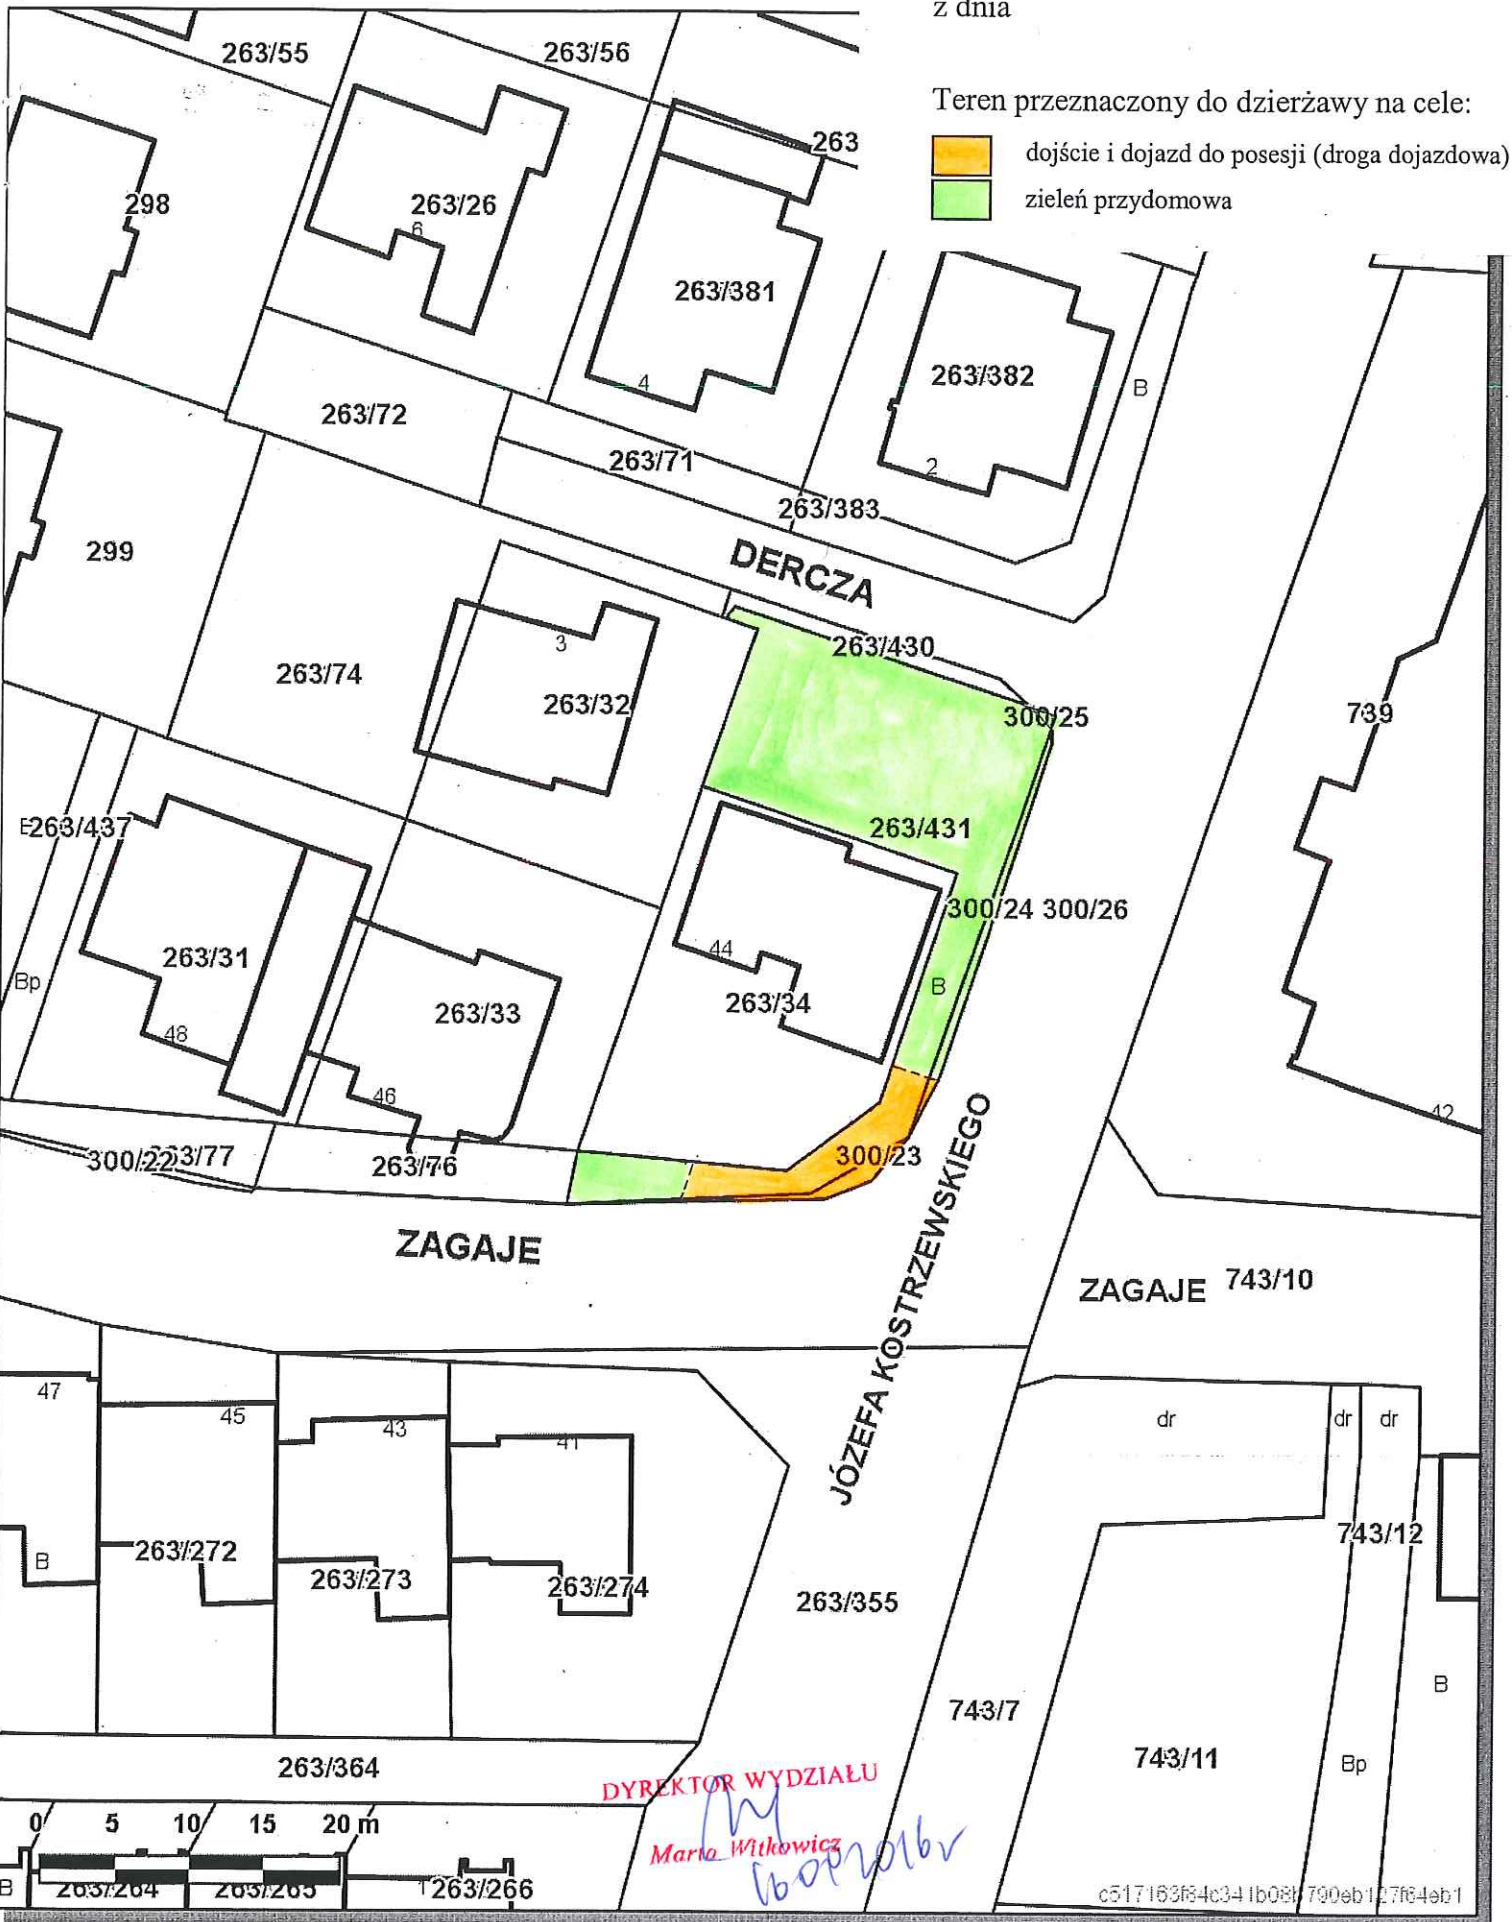 z dnia
Teren przeznaczony do dzierżawy na cele:
dojście i dojazd do posesji (droga dojazdowa)
zieleń przydomowa
263/55
263/56
263
298
263/26
6
263/381
4
263/382
B
2
263/72
263/71
263/383
299
DERCZA
3
263/74
263/32
263/430
300/25
739
263/437
263/431
300/24 300/26
263/31
Bp
48
263/33
46
44
263/34
B
42
300/22
263/77
263/76
300/23
ZAGAJE
JÓZEFA KOSTRZEWSKIEGO
ZAGAJE
743/10
47
45
43
41
dr
dr
dr
B
263/272
263/273
263/274
263/355
743/12
B
743/7
743/11
Bp
263/364
DYREKTOR WYDZIAŁU
Maria Witkowicz
0 5 10 15 20 m
B
263/264
263/265
263/266